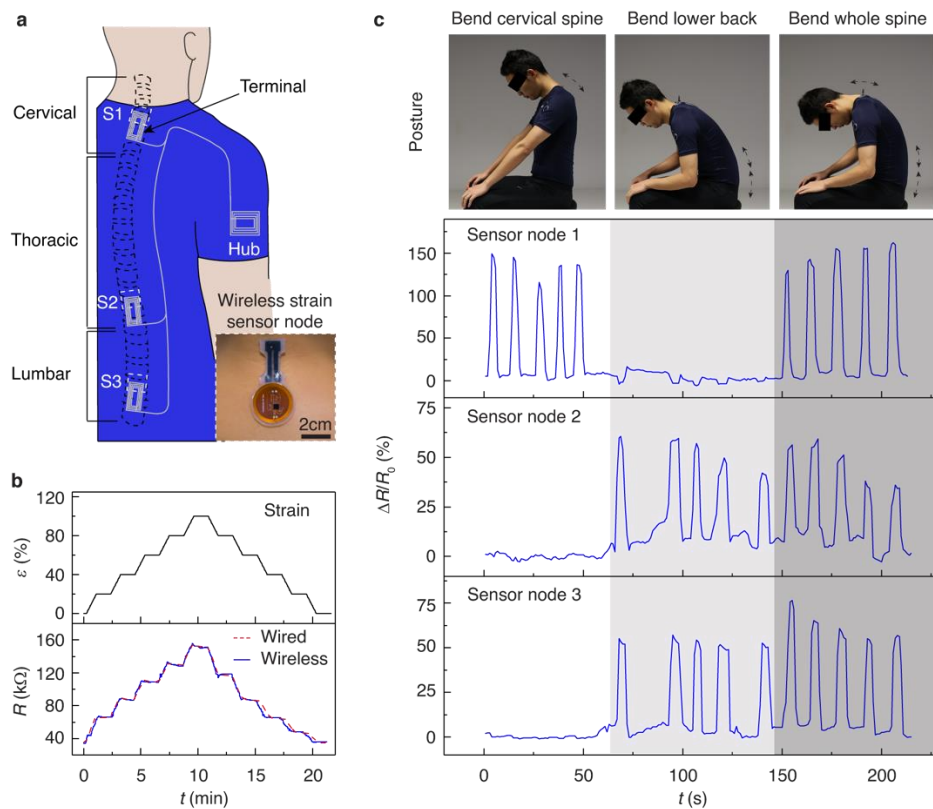 a
Cervical
S1
Terminal
Thoracic
S2
Hub
Wireless strain
sensor node
Lumbar
S3
2cm
b
120
80
40
0
ε (%)
Strain
160
120
80
40
R (kΩ)
Wired
Wireless
0
5
10
15
20
t (min)
c
Bend cervical spine
Bend lower back
Bend whole spine
Posture
ΔR/R0 (%)
Sensor node 1
150
100
50
0
Sensor node 2
75
50
25
0
Sensor node 3
75
50
25
0
0
50
100
150
200
t (s)